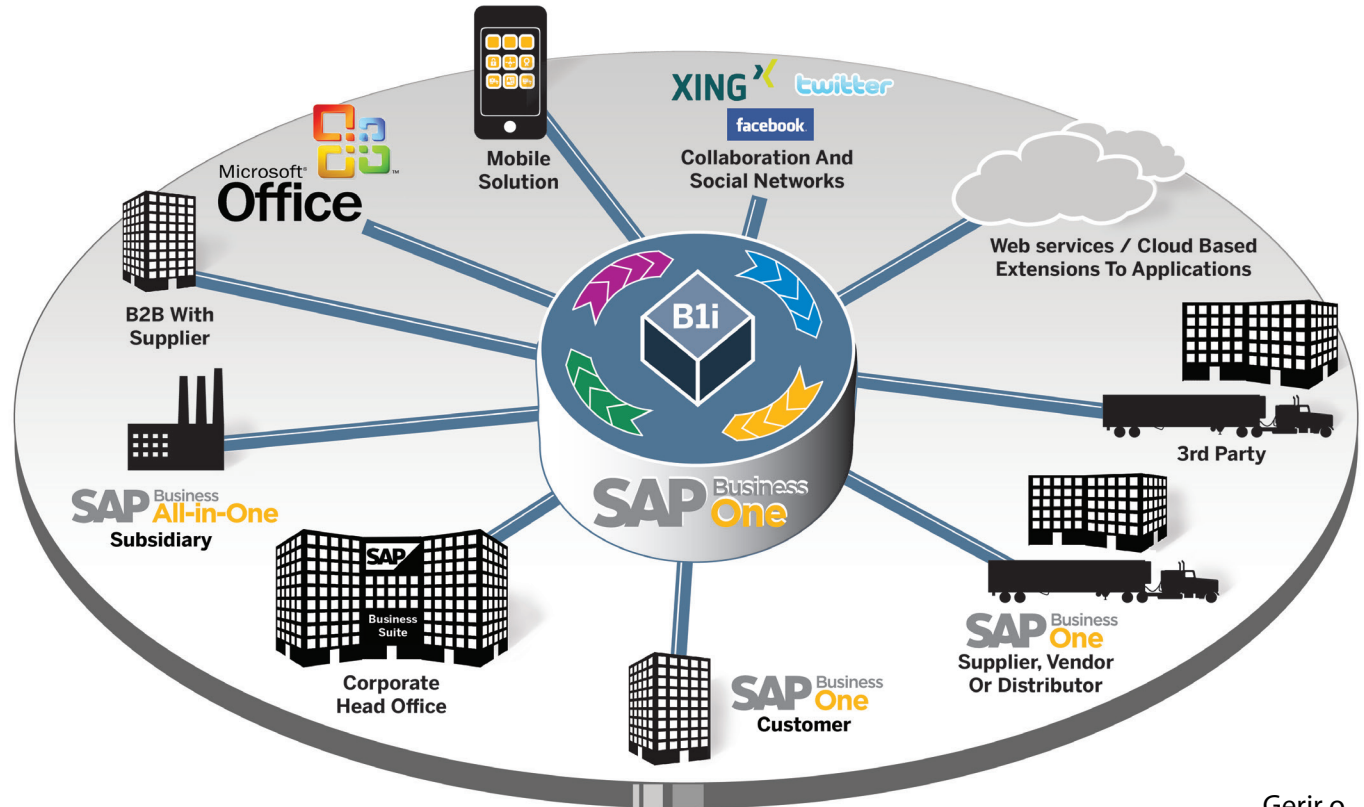 XING twitter
facebook
Mobile
Solution
Collaboration And
Social Networks
Microsoft®
Office™
Web services / Cloud Based
Extensions To Applications
B2B With
Supplier
B1i
3rd Party
SAP Business
All-in-One
Subsidiary
SAP Business
One
SAP
Business
Suite
Corporate
Head Office
SAP Business
One
Customer
SAP Business
One
Supplier, Vendor
Or Distributor
Gerir o